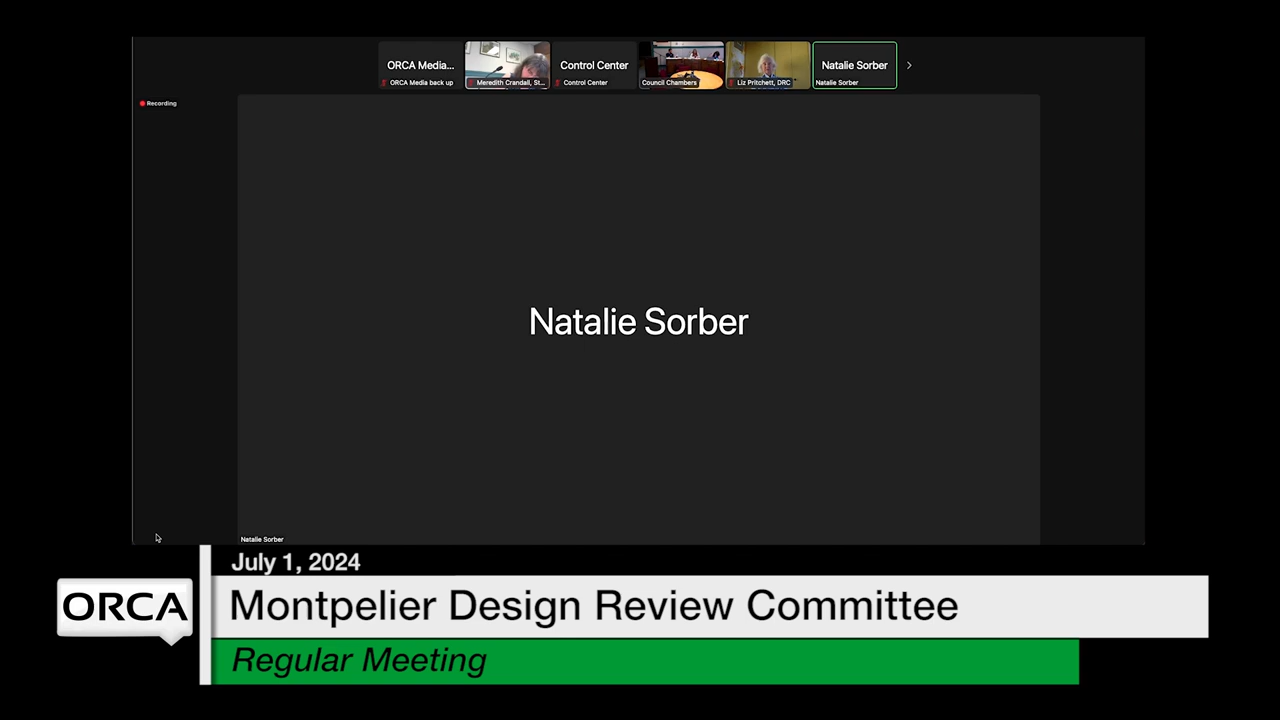 ORCA Media...
Control Center
Natalie Sorber
ORCA Media back up
Meredith Crandall, St...
Control Center
Council Chambers
Liz Pritchett, DRC
Natalie Sorber
Recording
Natalie Sorber
Natalie Sorber
July 1, 2024
ORCA
Montpelier Design Review Committee
Regular Meeting